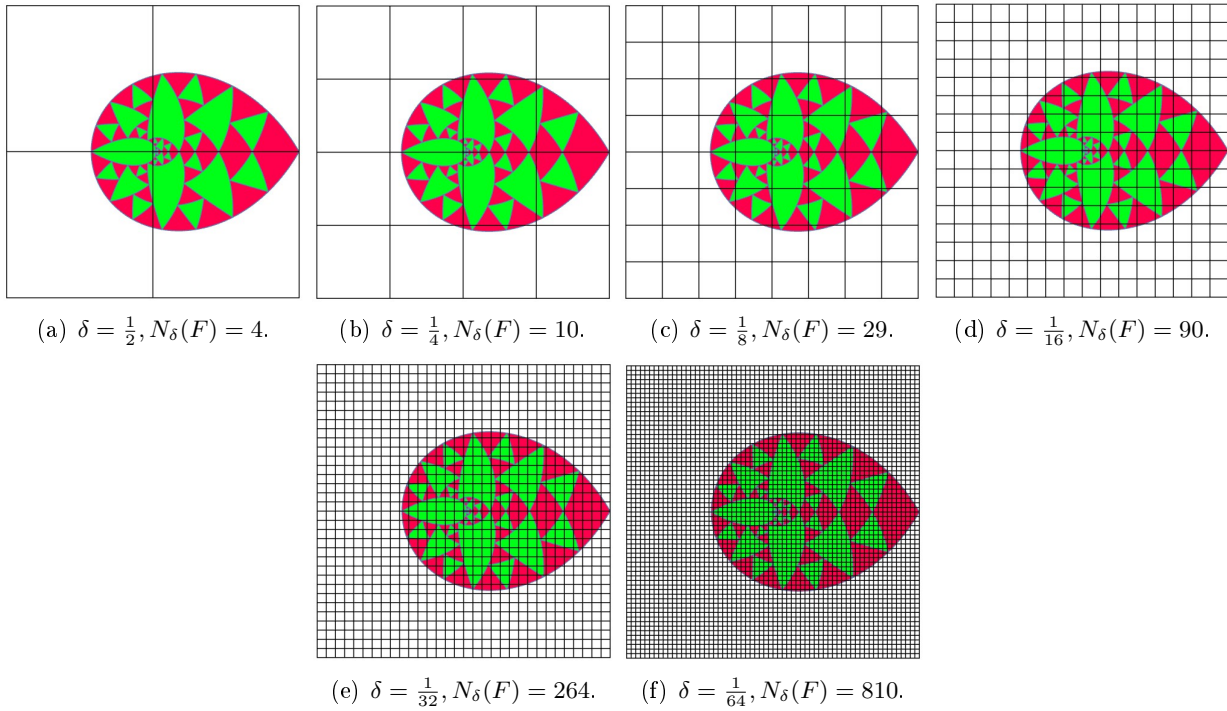 (a) δ = 1/2, N_δ(F) = 4.
(b) δ = 1/4, N_δ(F) = 10.
(c) δ = 1/8, N_δ(F) = 29.
(d) δ = 1/16, N_δ(F) = 90.
(e) δ = 1/32, N_δ(F) = 264.
(f) δ = 1/64, N_δ(F) = 810.